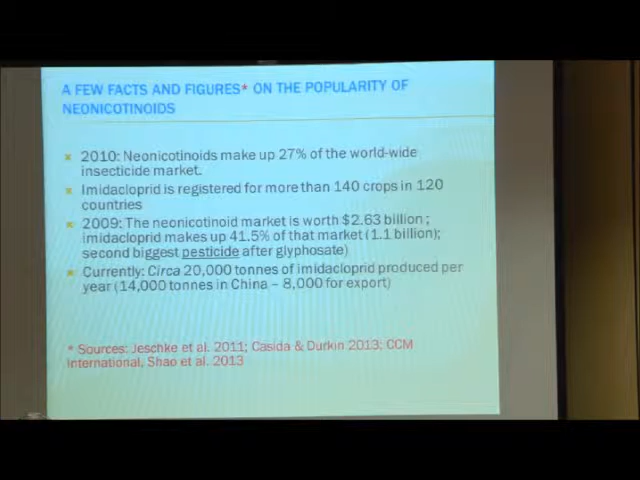 A FEW FACTS AND FIGURES* ON THE POPULARITY OF
NEONICOTINOIDS
× 2010: Neonicotinoids make up 27% of the world-wide
insecticide market.
× Imidacloprid is registered for more than 140 crops in 120
countries
× 2009: The neonicotinoid market is worth $2.63 billion ;
imidacloprid makes up 41.5% of that market (1.1 billion);
second biggest pesticide after glyphosate)
× Currently: Circa 20,000 tonnes of imidacloprid produced per
year (14,000 tonnes in China – 8,000 for export)
* Sources: Jeschke et al. 2011; Casida & Durkin 2013; CCM
International, Shao et al. 2013